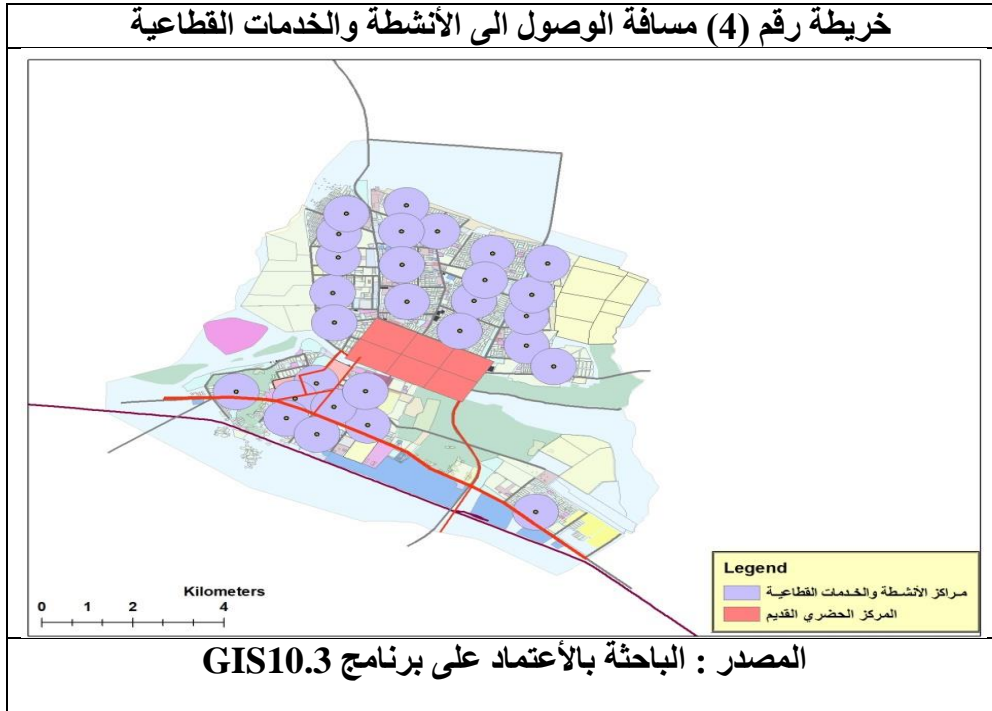 خريطة رقم (4) مسافة الوصول الى الأنشطة والخدمات القطاعية
Kilometers
0 1 2 4
Legend
مراكز الأنشطة والخدمات القطاعية
المركز الحضري القديم
المصدر : الباحثة بالأعتماد على برنامج GIS10.3